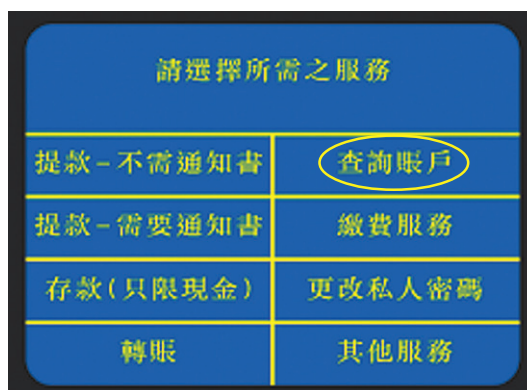 請選擇所需之服務
提款－不需通知書
查詢賬戶
提款－需要通知書
繳費服務
存款(只限現金)
更改私人密碼
轉賬
其他服務